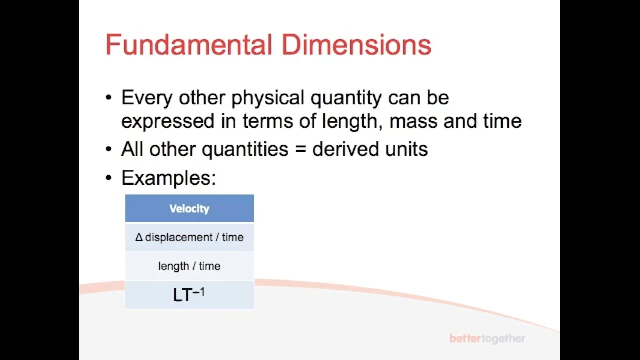 Fundamental Dimensions
• Every other physical quantity can be
expressed in terms of length, mass and time
• All other quantities = derived units
• Examples:
Velocity
Δ displacement / time
length / time
LT⁻¹
bettertogether